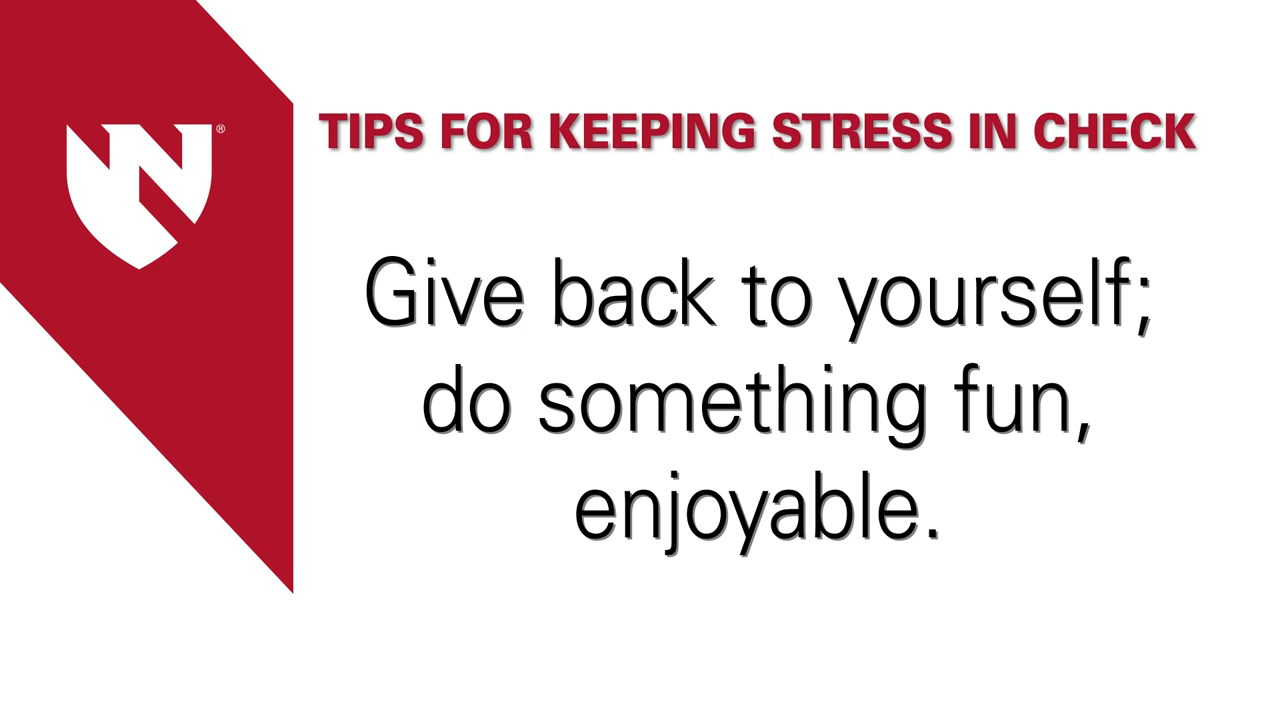 TIPS FOR KEEPING STRESS IN CHECK
Give back to yourself;
do something fun,
enjoyable.